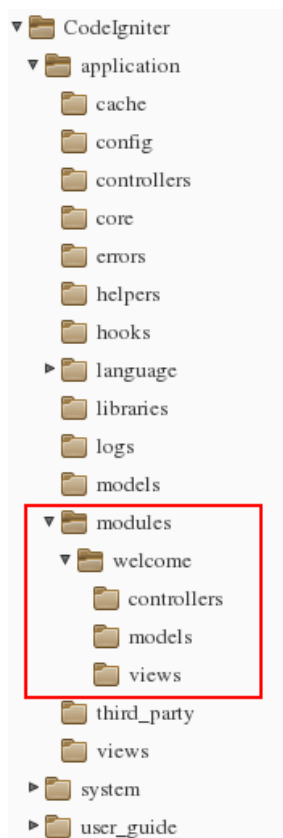 CodeIgniter
application
cache
config
controllers
core
errors
helpers
hooks
language
libraries
logs
models
modules
welcome
controllers
models
views
third_party
views
system
user_guide